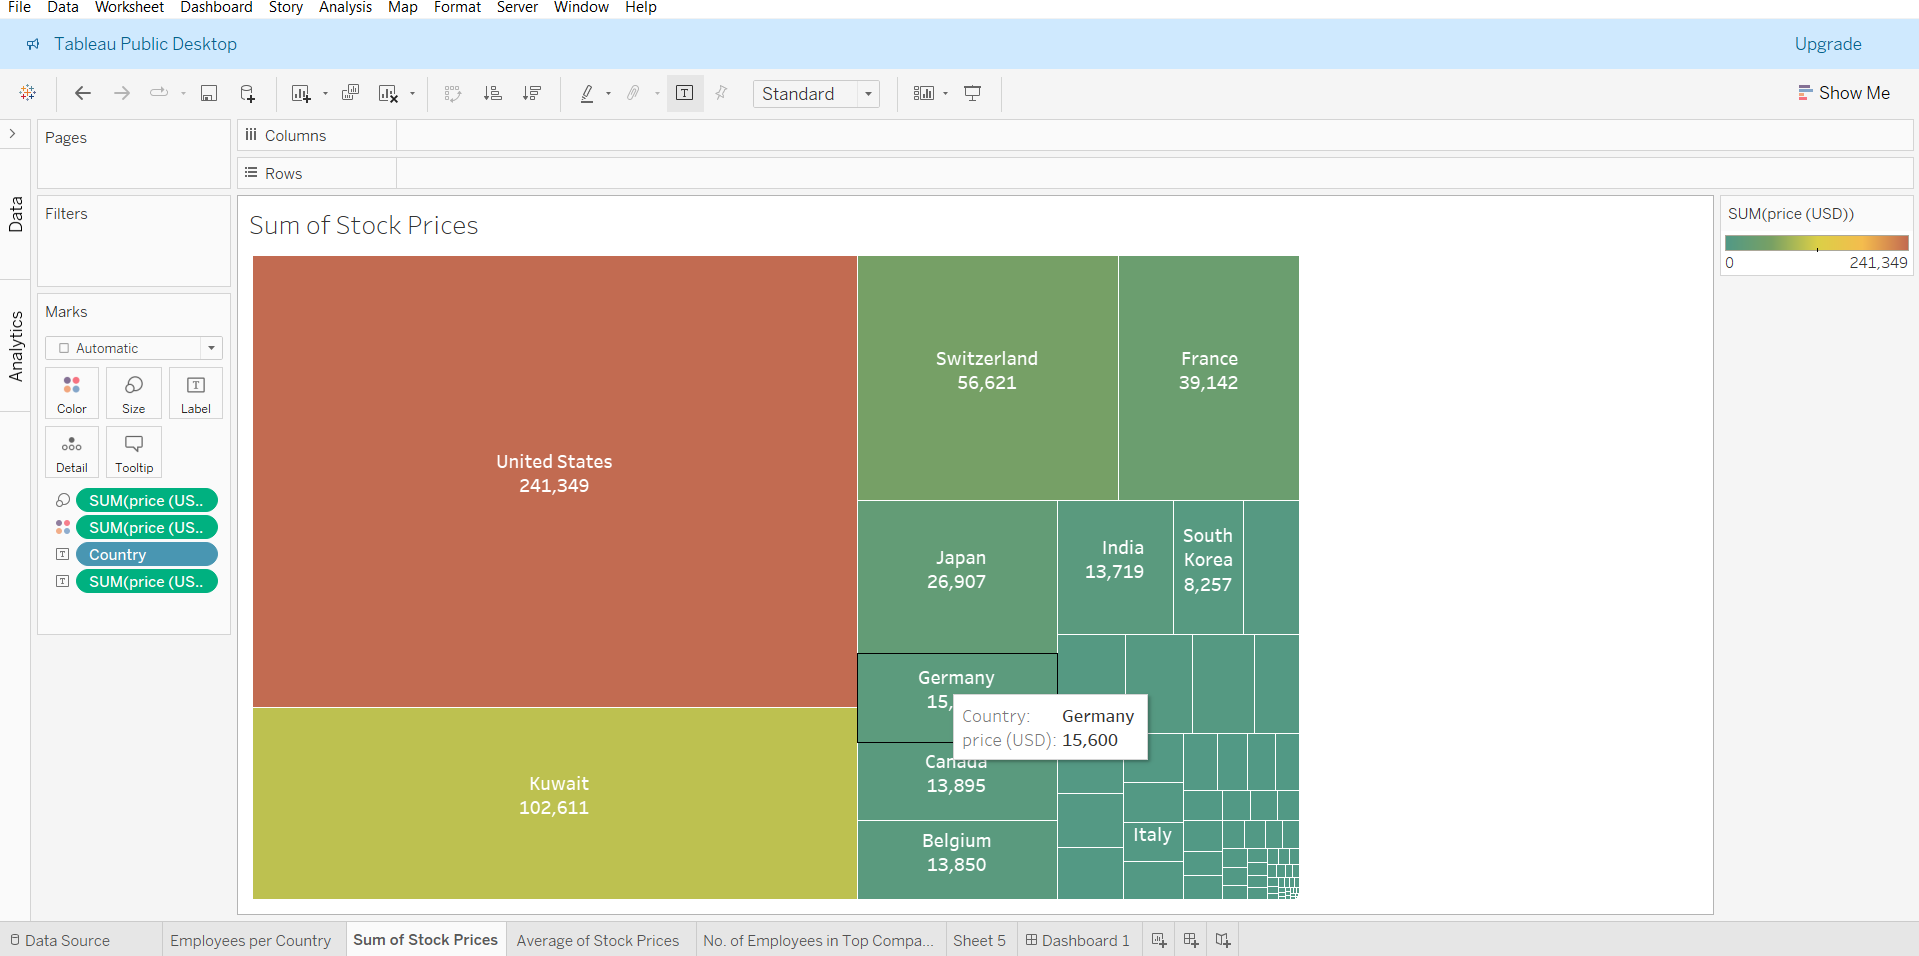 File Data Worksheet Dashboard Story Analysis Map Format Server Window Help
Tableau Public Desktop Upgrade
Standard Show Me
Pages
Columns
Rows
Filters
Data
Analytics
Marks
Automatic
Color Size Label
Detail Tooltip
SUM(price (US..
SUM(price (US..
Country
SUM(price (US..
Sum of Stock Prices
United States
241,349
Kuwait
102,611
Switzerland
56,621
France
39,142
Japan
26,907
India
13,719
South
Korea
8,257
Germany
15,
Country: Germany
price (USD): 15,600
Canada
13,895
Belgium
13,850
Italy
SUM(price (USD))
0 241,349
Data Source Employees per Country Sum of Stock Prices Average of Stock Prices No. of Employees in Top Compa... Sheet 5 Dashboard 1